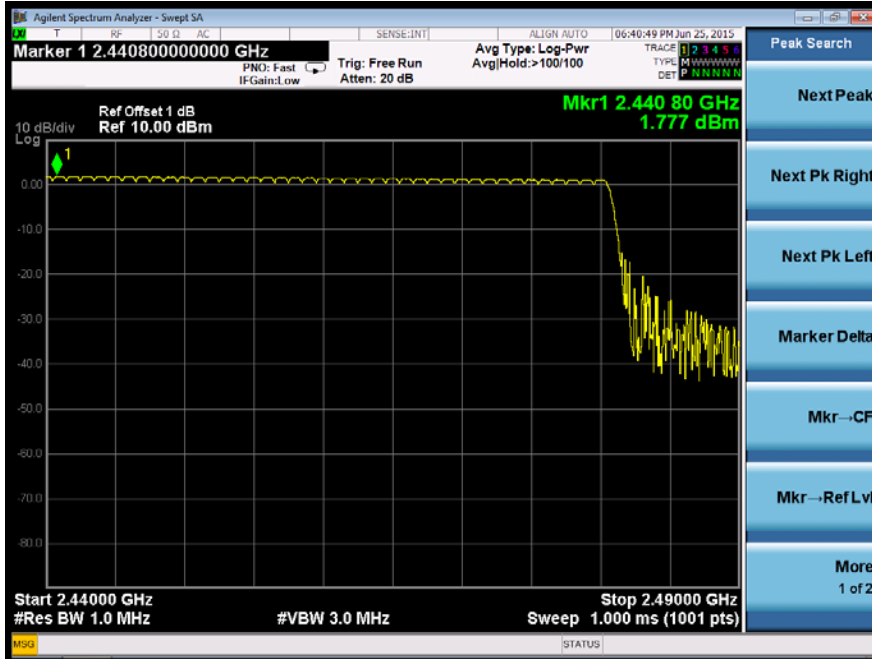 Agilent Spectrum Analyzer - Swept SA
T RF 50 Ω AC SENSE:INT ALIGN AUTO 06:40:49 PM Jun 25, 2015
Marker 1 2.440800000000 GHz
PNO: Fast
IFGain:Low
Trig: Free Run
Atten: 20 dB
Avg Type: Log-Pwr
Avg|Hold:>100/100
TRACE 1 2 3 4 5 6
TYPE M WWWWW
DET P N N N N N
Peak Search
Next Peak
Next Pk Right
Next Pk Left
Marker Delta
Mkr→CF
Mkr→Ref Lvl
More
1 of 2
Mkr1 2.440 80 GHz
1.777 dBm
Ref Offset 1 dB
10 dB/div Ref 10.00 dBm
Log
1
0.00
-10.0
-20.0
-30.0
-40.0
-50.0
-60.0
-70.0
-80.0
Start 2.44000 GHz Stop 2.49000 GHz
#Res BW 1.0 MHz #VBW 3.0 MHz Sweep 1.000 ms (1001 pts)
MSG STATUS